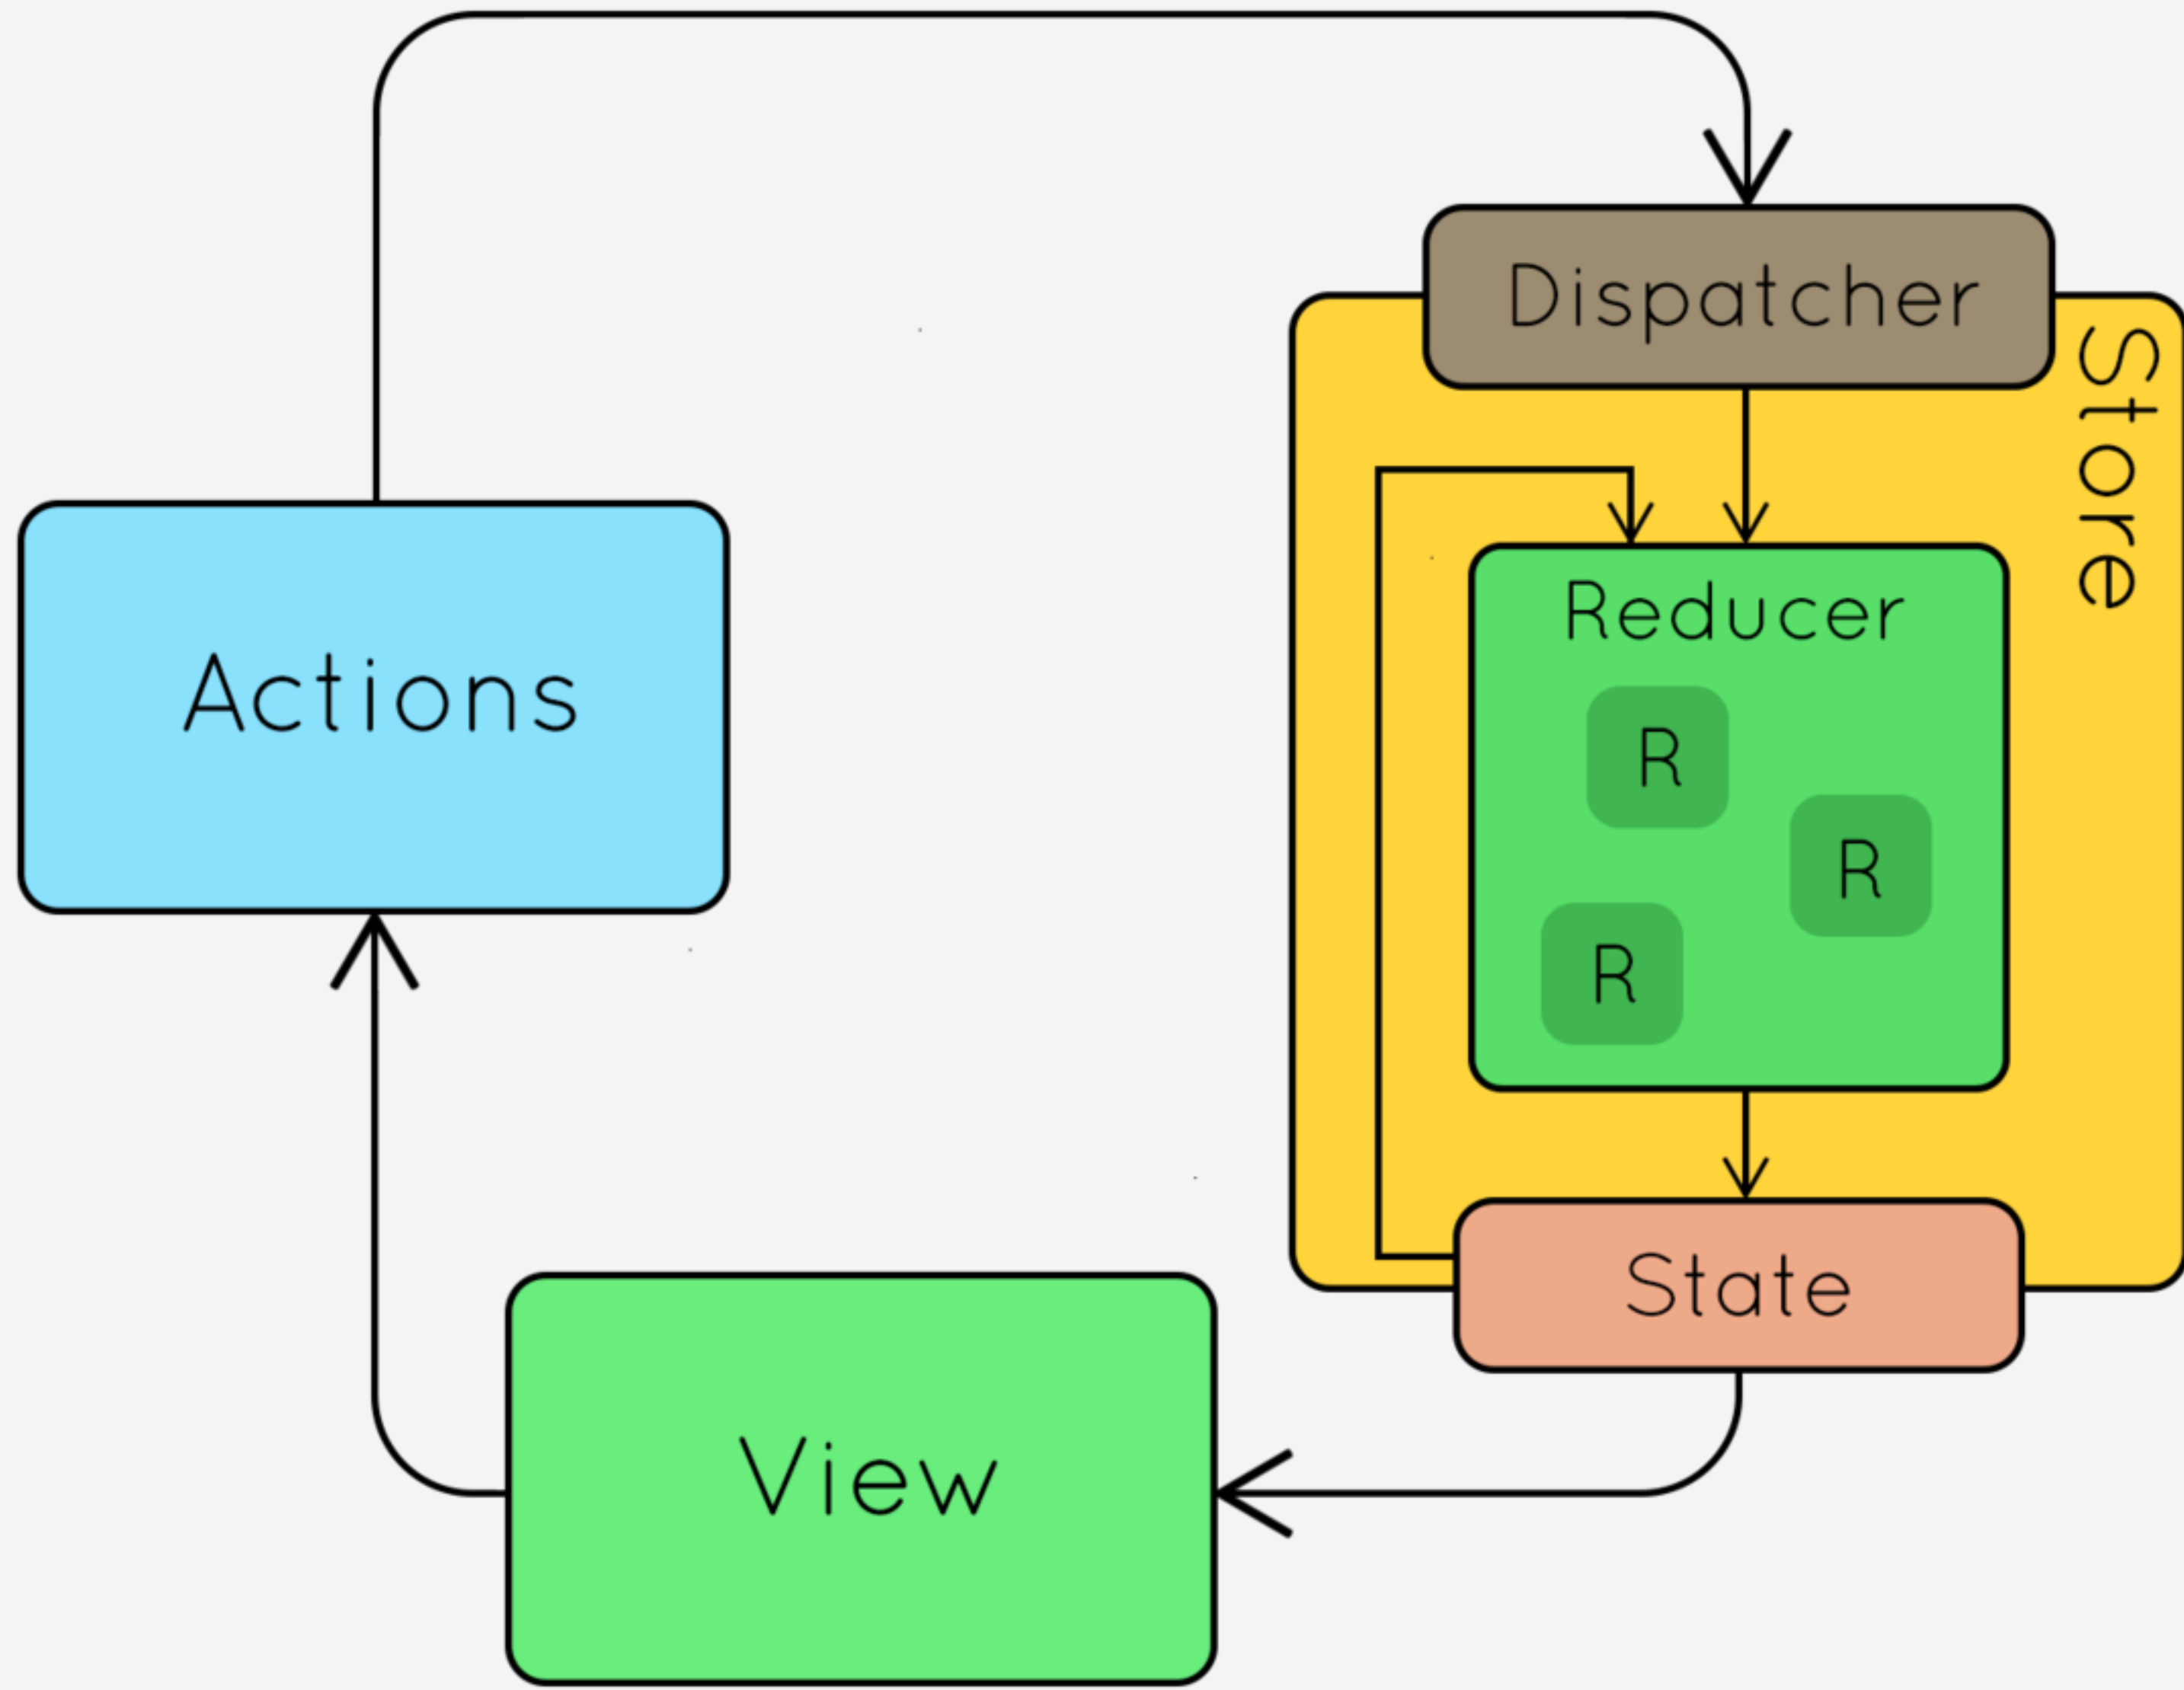 Dispatcher
Store
Reducer
Actions
R
R
R
State
View